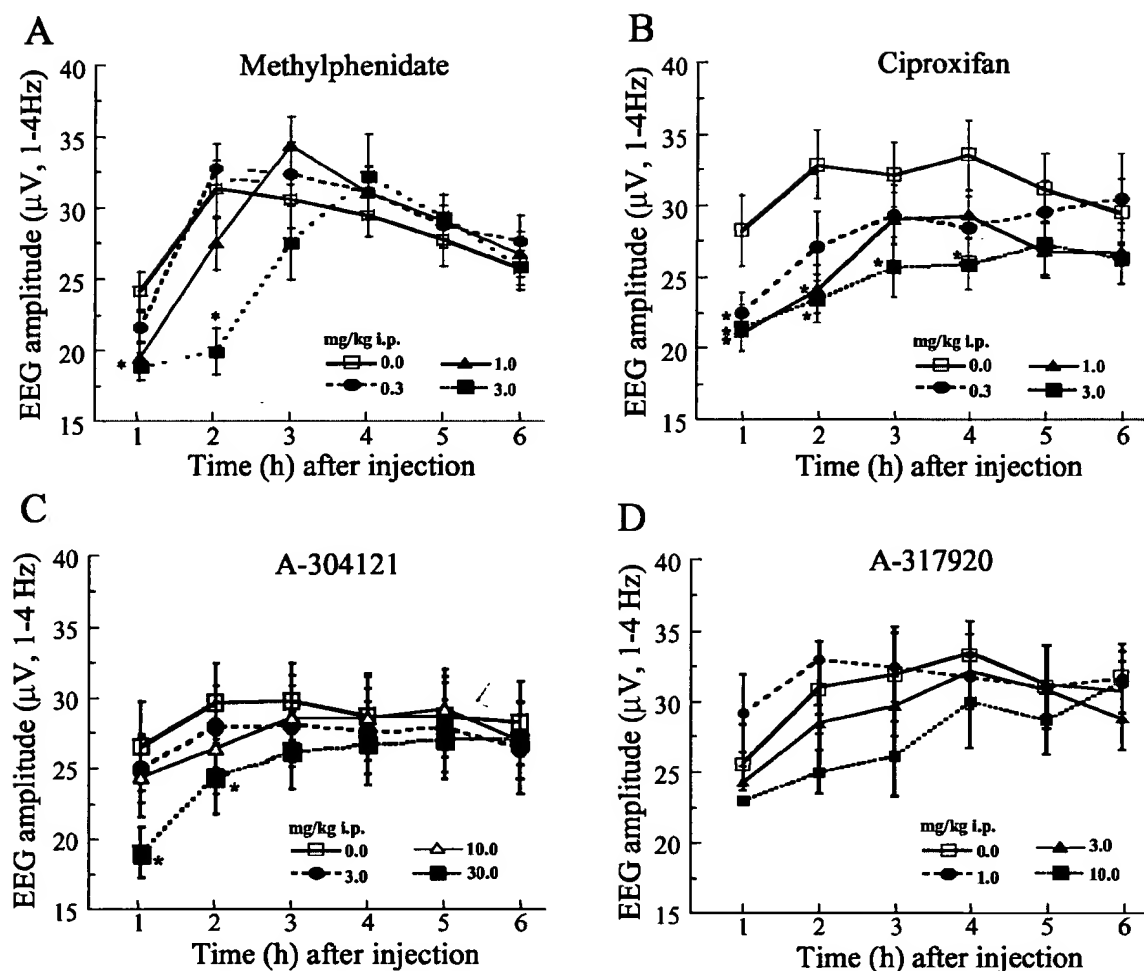 A
Methylphenidate
EEG amplitude (µV, 1-4Hz)
40
35
30
25
20
15
*
*
mg/kg i.p.
0.0
1.0
0.3
3.0
1 2 3 4 5 6
Time (h) after injection
B
Ciproxifan
EEG amplitude (µV, 1-4Hz)
40
35
30
25
20
15
*
*
*
*
*
*
*
mg/kg i.p.
0.0
1.0
0.3
3.0
1 2 3 4 5 6
Time (h) after injection
C
A-304121
EEG amplitude (µV, 1-4 Hz)
40
35
30
25
20
15
*
*
mg/kg i.p.
0.0
10.0
3.0
30.0
1 2 3 4 5 6
Time (h) after injection
D
A-317920
EEG amplitude (µV, 1-4 Hz)
40
35
30
25
20
15
mg/kg i.p.
0.0
3.0
1.0
10.0
1 2 3 4 5 6
Time (h) after injection